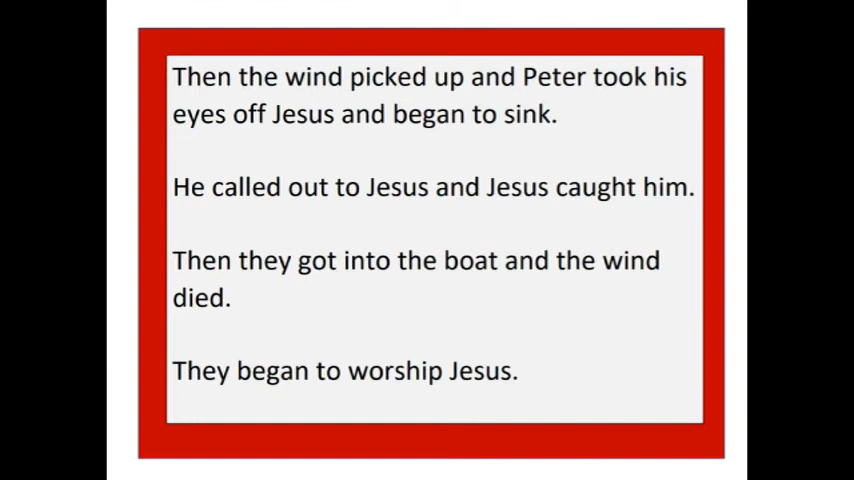 Then the wind picked up and Peter took his
eyes off Jesus and began to sink.
He called out to Jesus and Jesus caught him.
Then they got into the boat and the wind
died.
They began to worship Jesus.